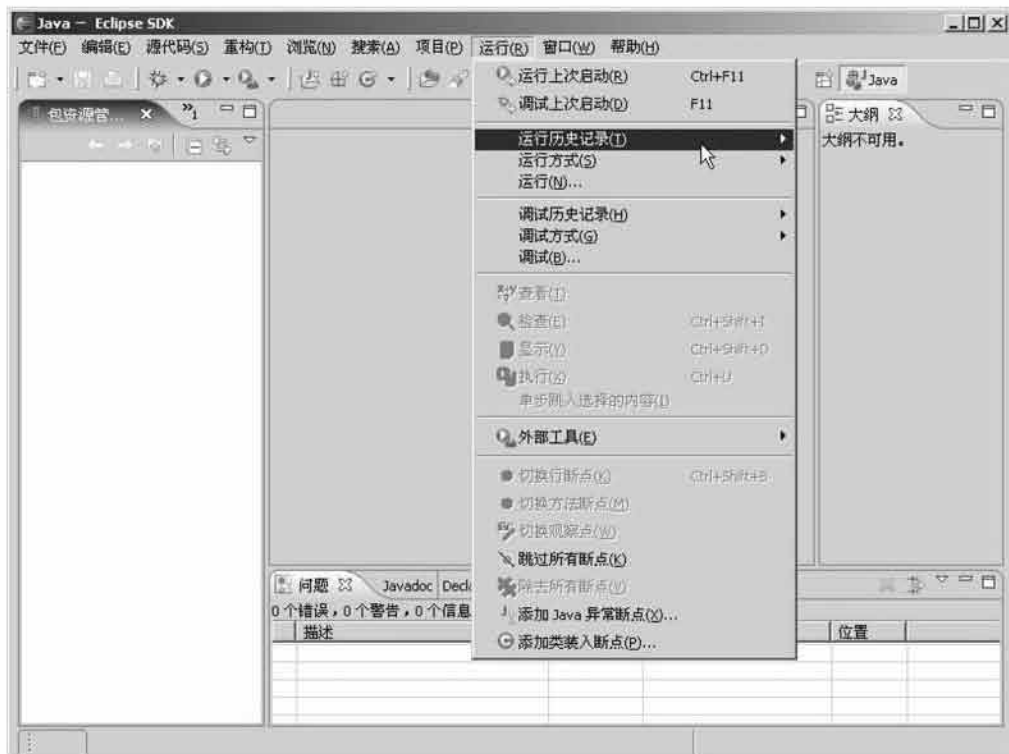 Java - Eclipse SDK
文件(F) 编辑(E) 源代码(S) 重构(T) 浏览(N) 搜索(A) 项目(P) 运行(R) 窗口(W) 帮助(H)
Java
包资源管...
»1
大纲
大纲不可用。
运行上次启动(R) Ctrl+F11
调试上次启动(D) F11
运行历史记录(T)
运行方式(S)
运行(N)...
调试历史记录(H)
调试方式(G)
调试(B)...
查看(I)
检查(E) Ctrl+Shift+I
显示(Y) Ctrl+Shift+D
执行(X) Ctrl+U
单步跳入选择的内容(I)
外部工具(E)
切换行断点(K) Ctrl+Shift+B
切换方法断点(M)
切换观察点(W)
跳过所有断点(K)
除去所有断点(V)
添加 Java 异常断点(X)...
添加类装入断点(P)...
问题 Javadoc Decl
0 个错误，0 个警告，0 个信息
描述 位置